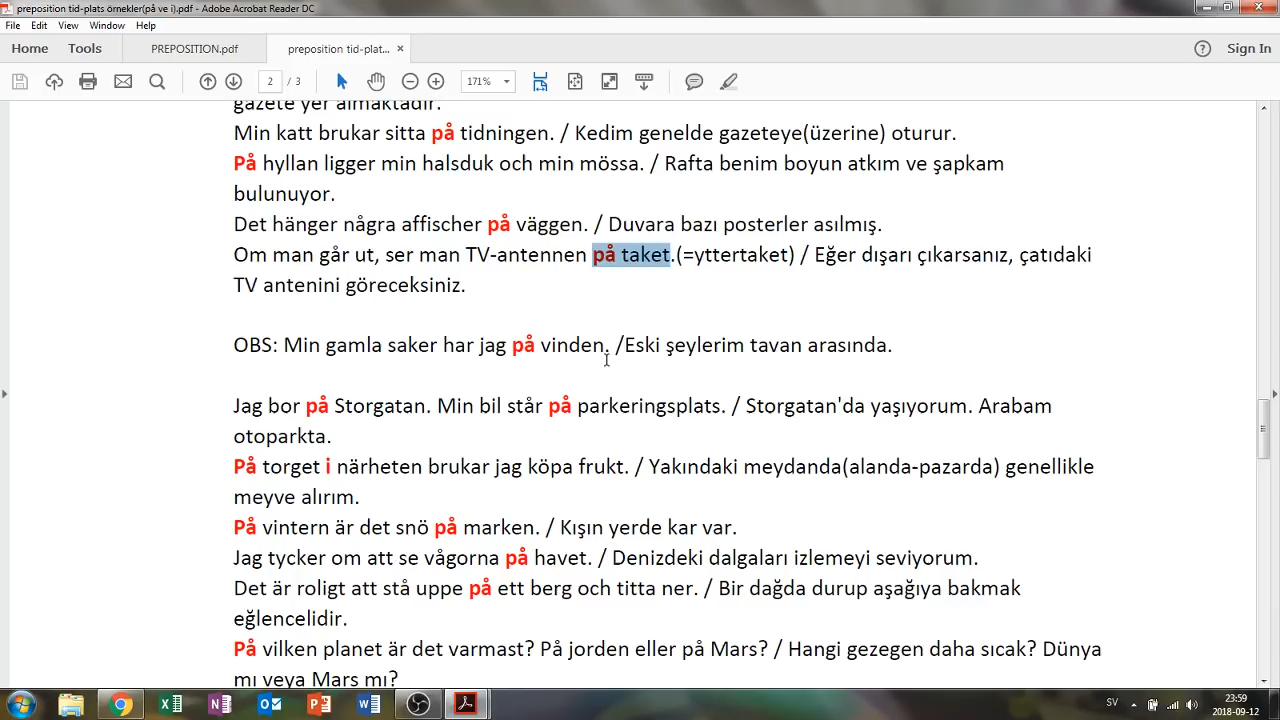 preposition tid-plats örnekler(på ve i).pdf - Adobe Acrobat Reader DC
File Edit View Window Help
Home Tools PREPOSITION.pdf preposition tid-plat... × ? Sign In
2 / 3 171%
gazete yer almaktadır.
Min katt brukar sitta på tidningen. / Kedim genelde gazeteye(üzerine) oturur.
På hyllan ligger min halsduk och min mössa. / Rafta benim boyun atkım ve şapkam
bulunuyor.
Det hänger några affischer på väggen. / Duvara bazı posterler asılmış.
Om man går ut, ser man TV-antennen på taket.(=yttertaket) / Eğer dışarı çıkarsanız, çatıdaki
TV antenini göreceksiniz.
OBS: Min gamla saker har jag på vinden. /Eski şeylerim tavan arasında.
Jag bor på Storgatan. Min bil står på parkeringsplats. / Storgatan'da yaşıyorum. Arabam
otoparkta.
På torget i närheten brukar jag köpa frukt. / Yakındaki meydanda(alanda-pazarda) genellikle
meyve alırım.
På vintern är det snö på marken. / Kışın yerde kar var.
Jag tycker om att se vågorna på havet. / Denizdeki dalgaları izlemeyi seviyorum.
Det är roligt att stå uppe på ett berg och titta ner. / Bir dağda durup aşağıya bakmak
eğlencelidir.
På vilken planet är det varmast? På jorden eller på Mars? / Hangi gezegen daha sıcak? Dünya
mı veya Mars mı?
SV 23:59
2018-09-12